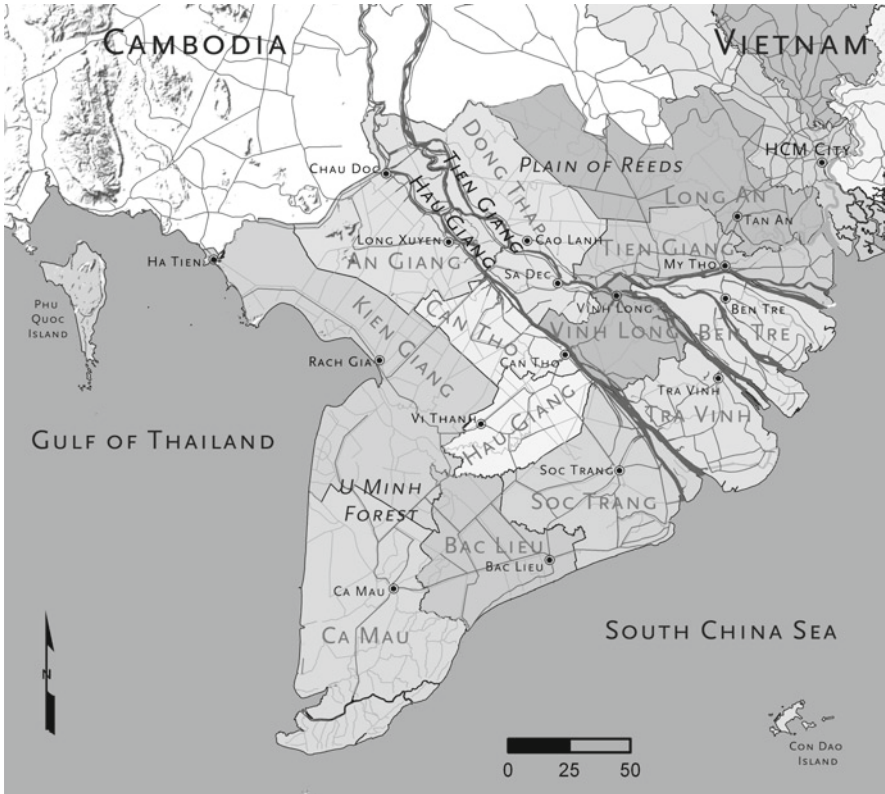 CAMBODIA
VIETNAM
DONG THAP
PLAIN OF REEDS
HCM CITY
CHAU DOC
TIEN GIANG
HAU GIANG
LONG AN
TAN AN
LONG XUYEN
CAO LANH
TIEN GIANG
HA TIEN
AN GIANG
SA DEC
MY THO
PHU
QUOC
ISLAND
KIEN GIANG
CAN THO
VINH LONG
BEN TRE
VINH LONG
BEN TRE
RACH GIA
CAN THO
TRA VINH
TRA VINH
VI THANH
HAU GIANG
GULF OF THAILAND
SOC TRANG
U MINH
FOREST
SOC TRANG
BAC LIEU
BAC LIEU
CA MAU
CA MAU
SOUTH CHINA SEA
N
CON DAO
ISLAND
0 25 50